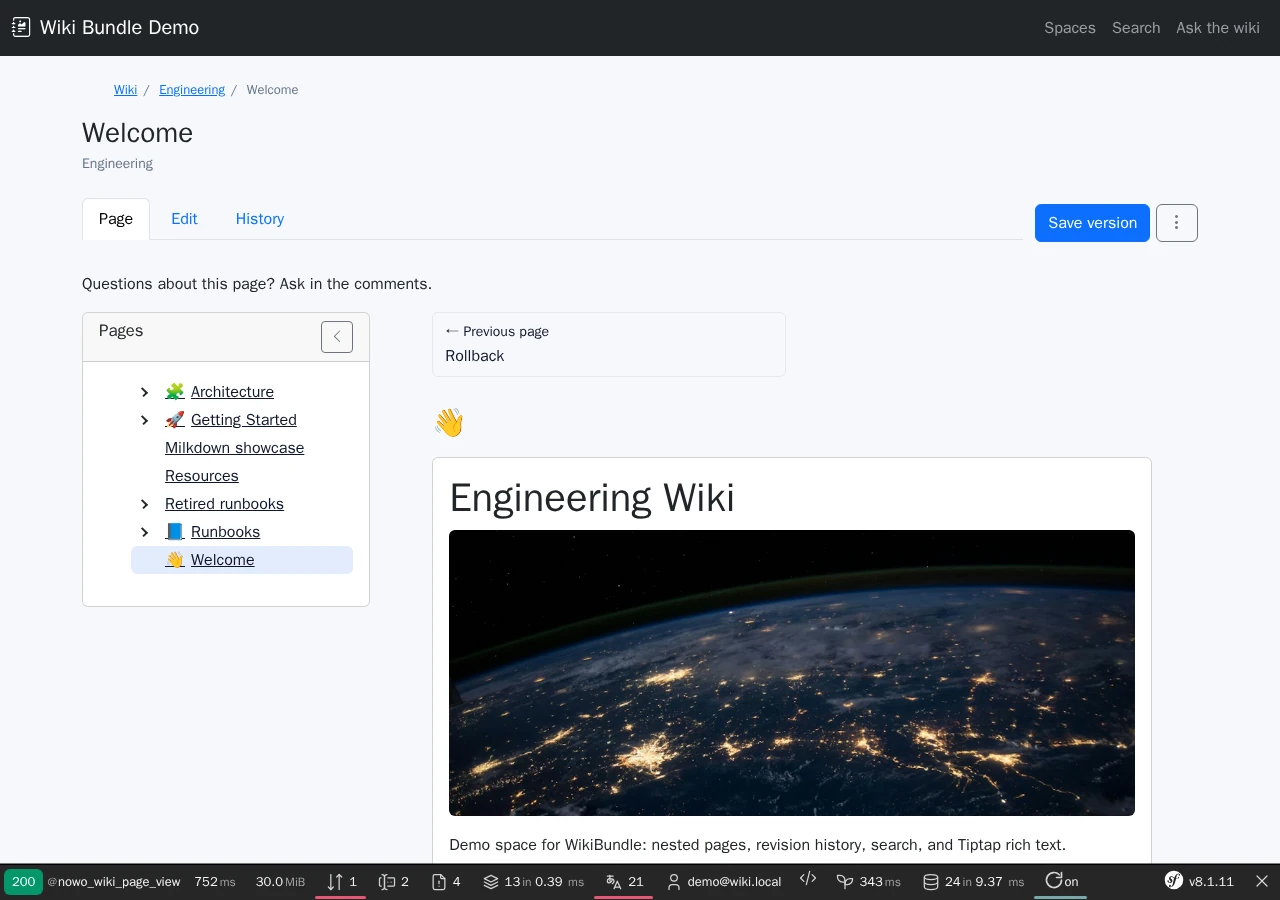 Wiki Bundle Demo
Spaces Search Ask the wiki
Wiki / Engineering / Welcome
Welcome
Engineering
Page Edit History
Save version
Questions about this page? Ask in the comments.
Pages
🧩 Architecture
🚀 Getting Started
Milkdown showcase
Resources
Retired runbooks
📘 Runbooks
👋 Welcome
← Previous page
Rollback
👋
Engineering Wiki
Demo space for WikiBundle: nested pages, revision history, search, and Tiptap rich text.
200 @nowo_wiki_page_view 752 ms 30.0 MiB 1 2 4 13 in 0.39 ms 21 demo@wiki.local 343 ms 24 in 9.37 ms on sf v8.1.11